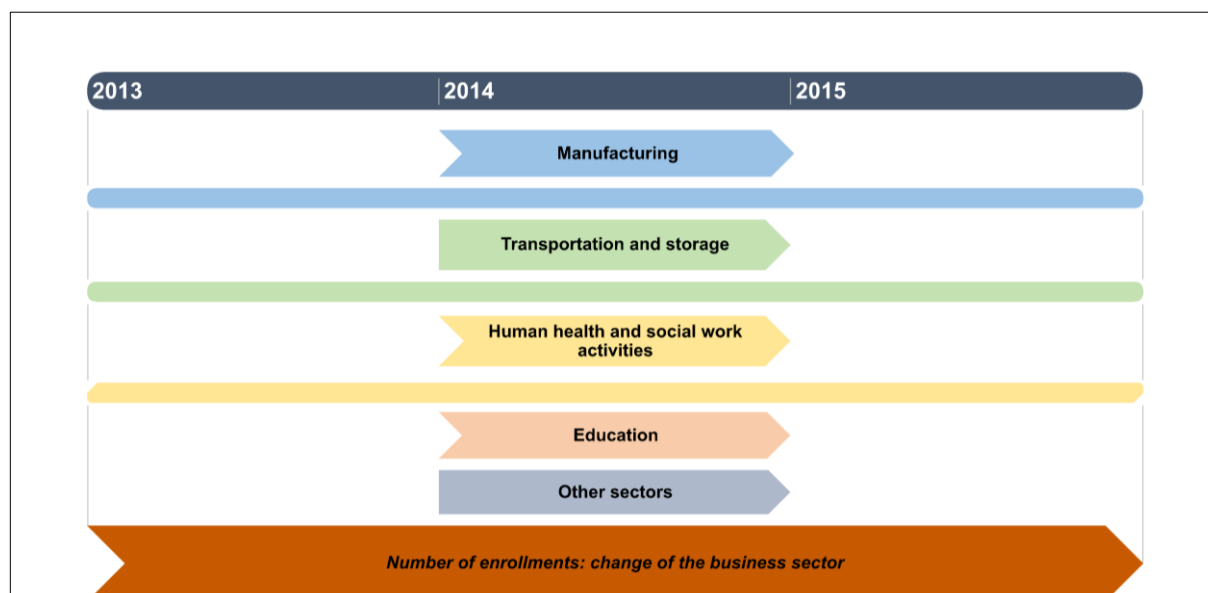 2013 2014 2015
Manufacturing
Transportation and storage
Human health and social work
activities
Education
Other sectors
Number of enrollments: change of the business sector